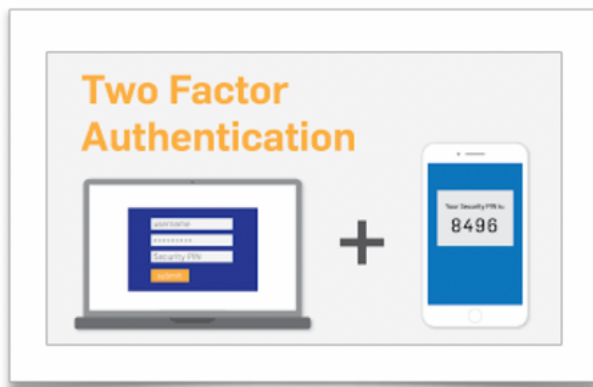 Two Factor
Authentication
username
Security PIN
submit
Your Security PIN is:
8496